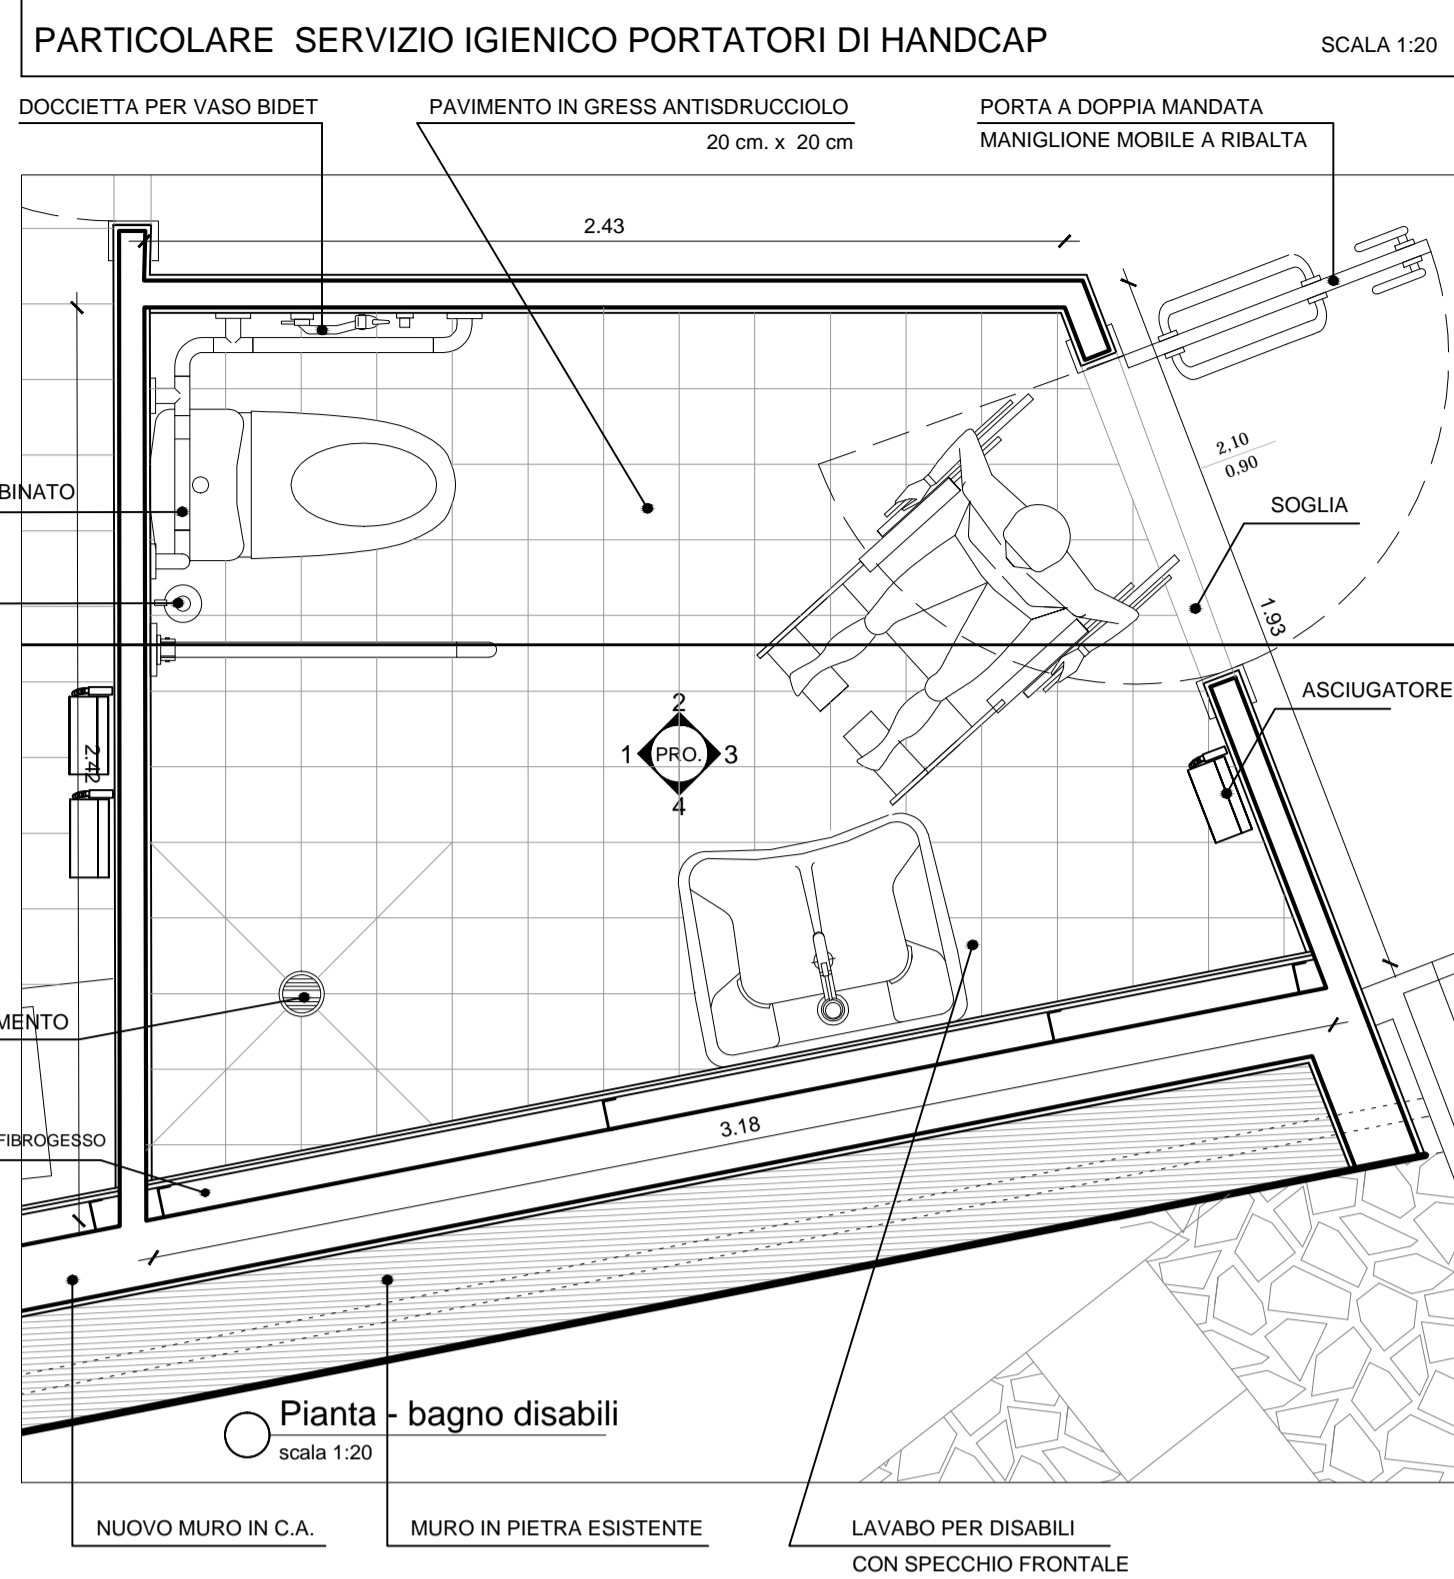 PARTICOLARE SERVIZIO IGIENICO PORTATORI DI HANDCAP
SCALA 1:20
DOCCIETTA PER VASO BIDET
PAVIMENTO IN GRESS ANTISDRUCCIOLO
20 cm. x 20 cm
PORTA A DOPPIA MANDATA
MANIGLIONE MOBILE A RIBALTA
2.43
2,10
0,90
BINATO
SOGLIA
1.93
ASCIUGATORE
2
1
PRO.
3
4
2.42
MENTO
FIBROGESSO
3.18
Pianta - bagno disabili
scala 1:20
NUOVO MURO IN C.A.
MURO IN PIETRA ESISTENTE
LAVABO PER DISABILI
CON SPECCHIO FRONTALE